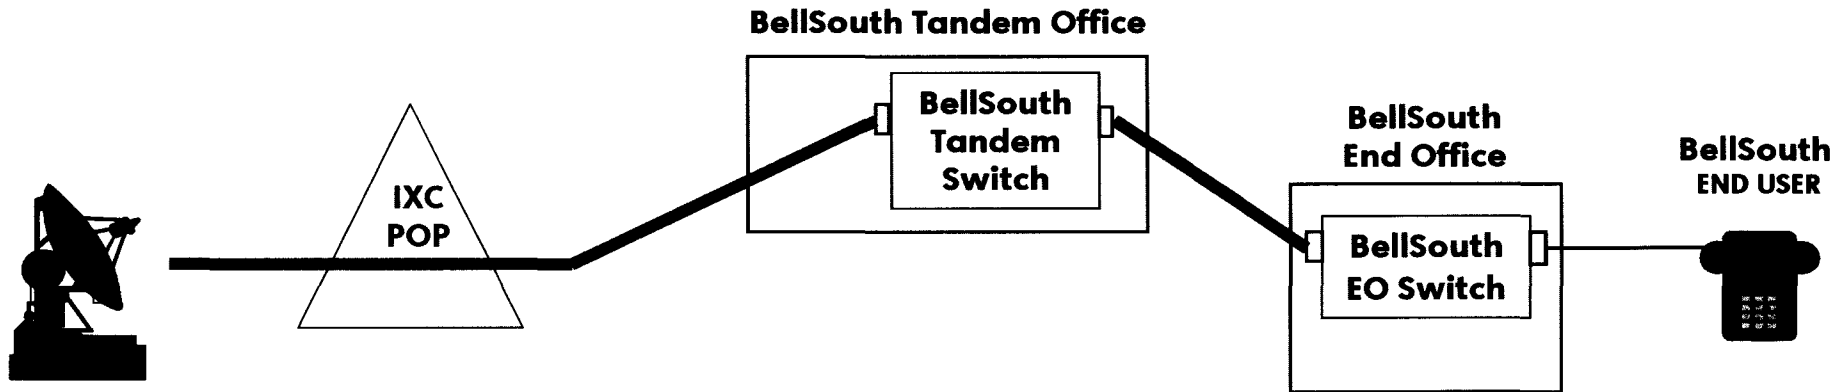 BellSouth Tandem Office
BellSouth
Tandem
Switch
IXC
POP
BellSouth
End Office
BellSouth
EO Switch
BellSouth
END USER